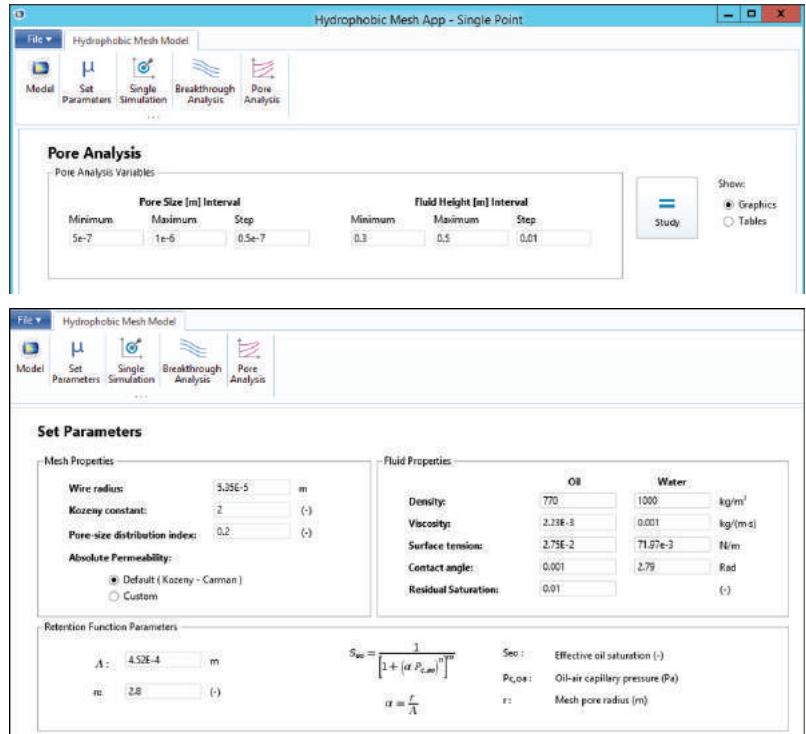 Hydrophobic Mesh App - Single Point
File Hydrophobic Mesh Model
Model Set Parameters Single Simulation Breakthrough Analysis Pore Analysis
Pore Analysis
Pore Analysis Variables
Pore Size [m] Interval Fluid Height [m] Interval
Minimum Maximum Step Minimum Maximum Step
5e-7 1e-6 0.5e-7 0.3 0.5 0.01
Study
Show:
Graphics
Tables
File Hydrophobic Mesh Model
Model Set Parameters Single Simulation Breakthrough Analysis Pore Analysis
Set Parameters
Mesh Properties
Wire radius: 5.35E-5 m
Kozeny constant: 2 (-)
Pore-size distribution index: 0.2 (-)
Absolute Permeability:
Default ( Kozeny - Carman )
Custom
Fluid Properties
Oil Water
Density: 770 1000 kg/m³
Viscosity: 2.23E-3 0.001 kg/(m·s)
Surface tension: 2.75E-2 71.97e-3 N/m
Contact angle: 0.001 2.79 Rad
Residual Saturation: 0.01 (-)
Retention Function Parameters
Λ : 4.52E-4 m
n: 2.8 (-)
S_eo = 1 / [1 + (α P_c,ao)^n]^m
α = r / Λ
Seo : Effective oil saturation (-)
Pc,oa : Oil-air capillary pressure (Pa)
r : Mesh pore radius (m)